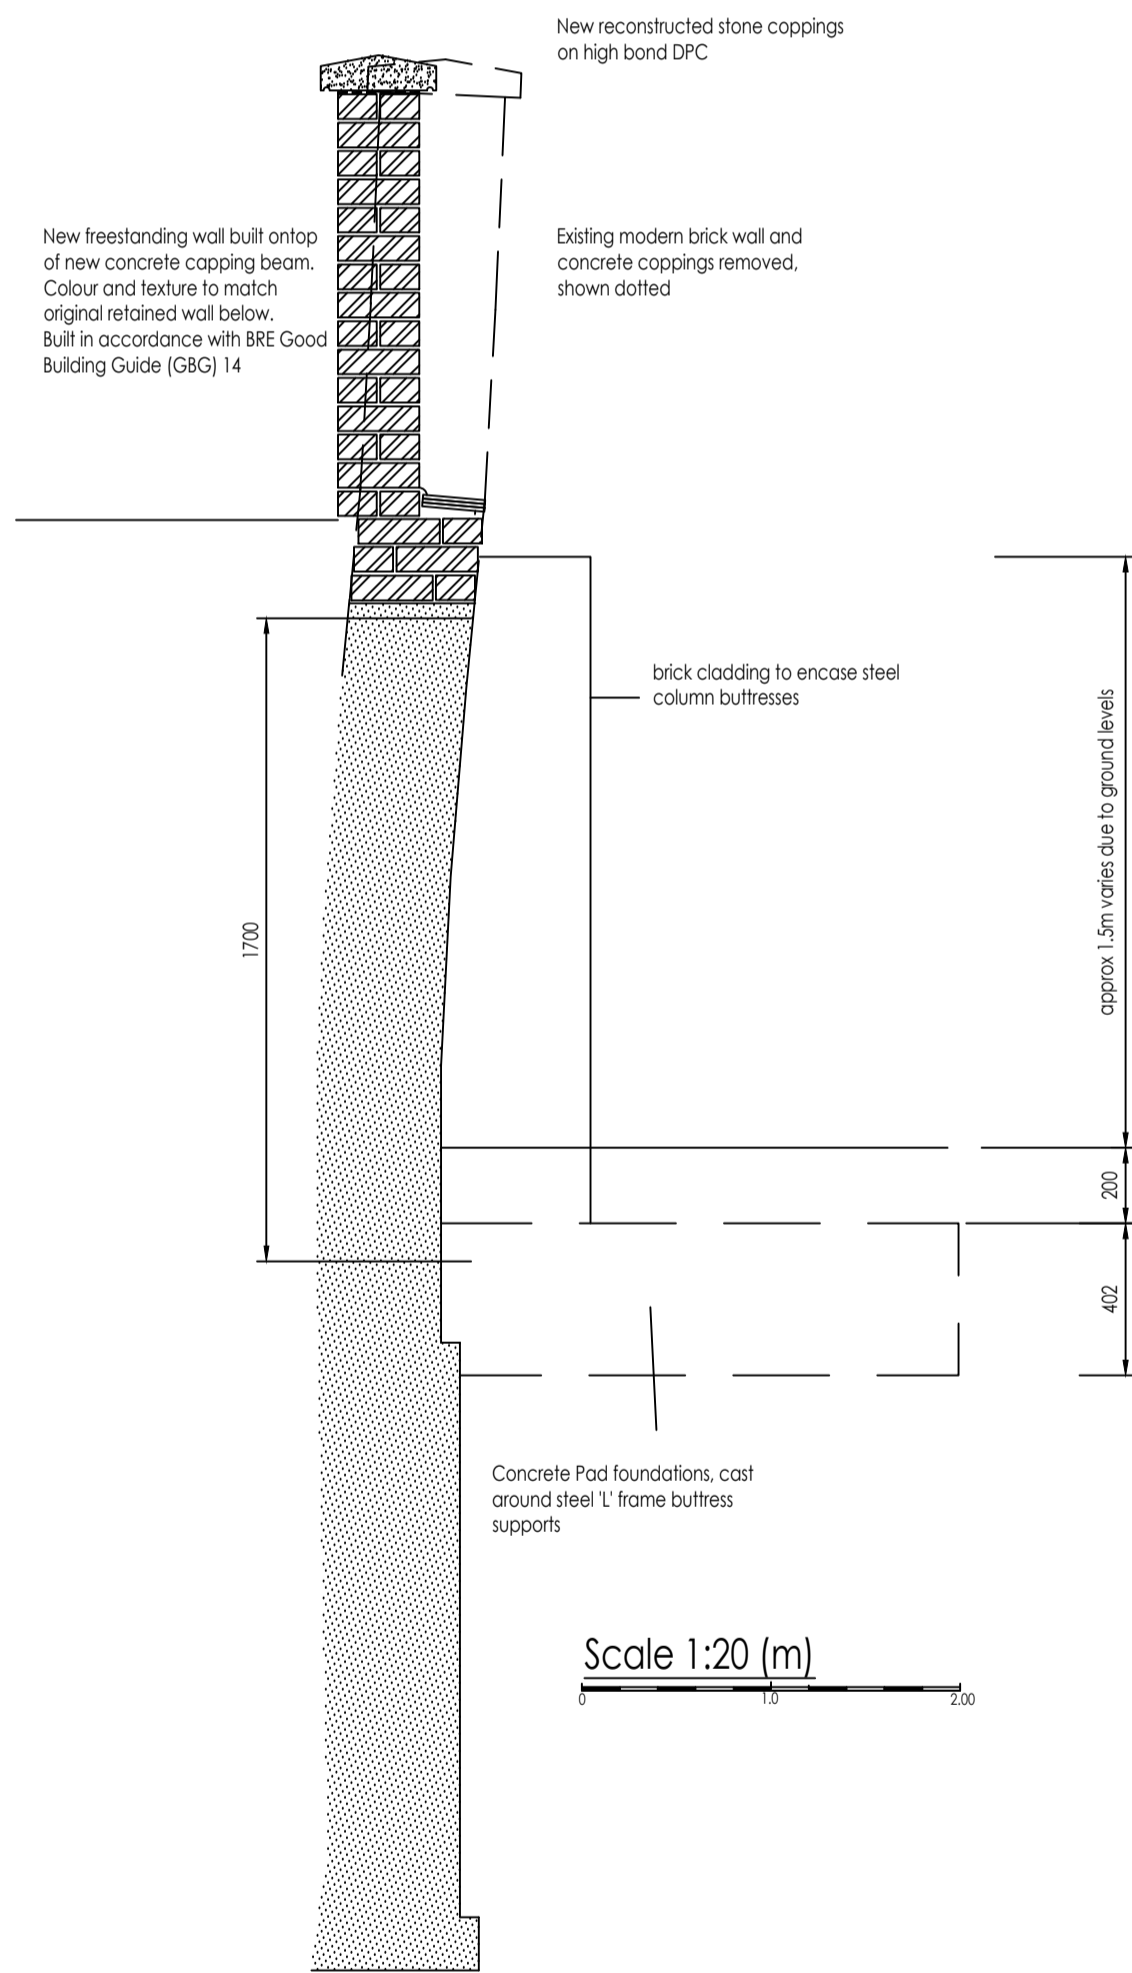 New reconstructed stone coppings
on high bond DPC
New freestanding wall built ontop
of new concrete capping beam.
Colour and texture to match
original retained wall below.
Built in accordance with BRE Good
Building Guide (GBG) 14
Existing modern brick wall and
concrete coppings removed,
shown dotted
brick cladding to encase steel
column buttresses
approx 1.5m varies due to ground levels
1700
200
402
Concrete Pad foundations, cast
around steel 'L' frame buttress
supports
Scale 1:20 (m)
0 1.0 2.00